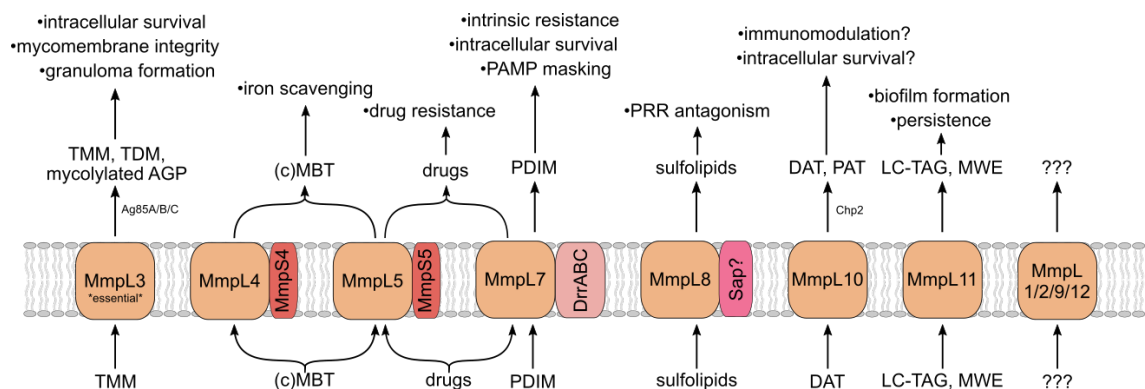 •intracellular survival
•mycomembrane integrity
•granuloma formation
TMM, TDM,
mycolylated AGP
Ag85A/B/C
MmpL3
*essential*
TMM
•iron scavenging
(c)MBT
MmpL4
MmpS4
(c)MBT
•drug resistance
drugs
MmpL5
MmpS5
drugs
•intrinsic resistance
•intracellular survival
•PAMP masking
PDIM
MmpL7
DrrABC
PDIM
•PRR antagonism
sulfolipids
MmpL8
Sap?
sulfolipids
•immunomodulation?
•intracellular survival?
DAT, PAT
Chp2
MmpL10
DAT
•biofilm formation
•persistence
LC-TAG, MWE
MmpL11
LC-TAG, MWE
???
MmpL
1/2/9/12
???